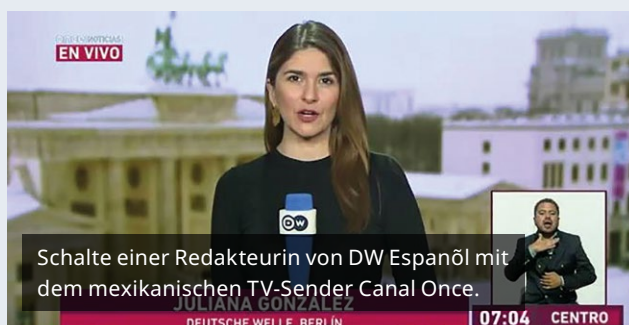 NOTICIAS
EN VIVO
DW
Schalte einer Redakteurin von DW Espanõl mit
dem mexikanischen TV-Sender Canal Once.
JULIANA GONZÁLEZ
DEUTSCHE WELLE, BERLÍN
07:04 CENTRO